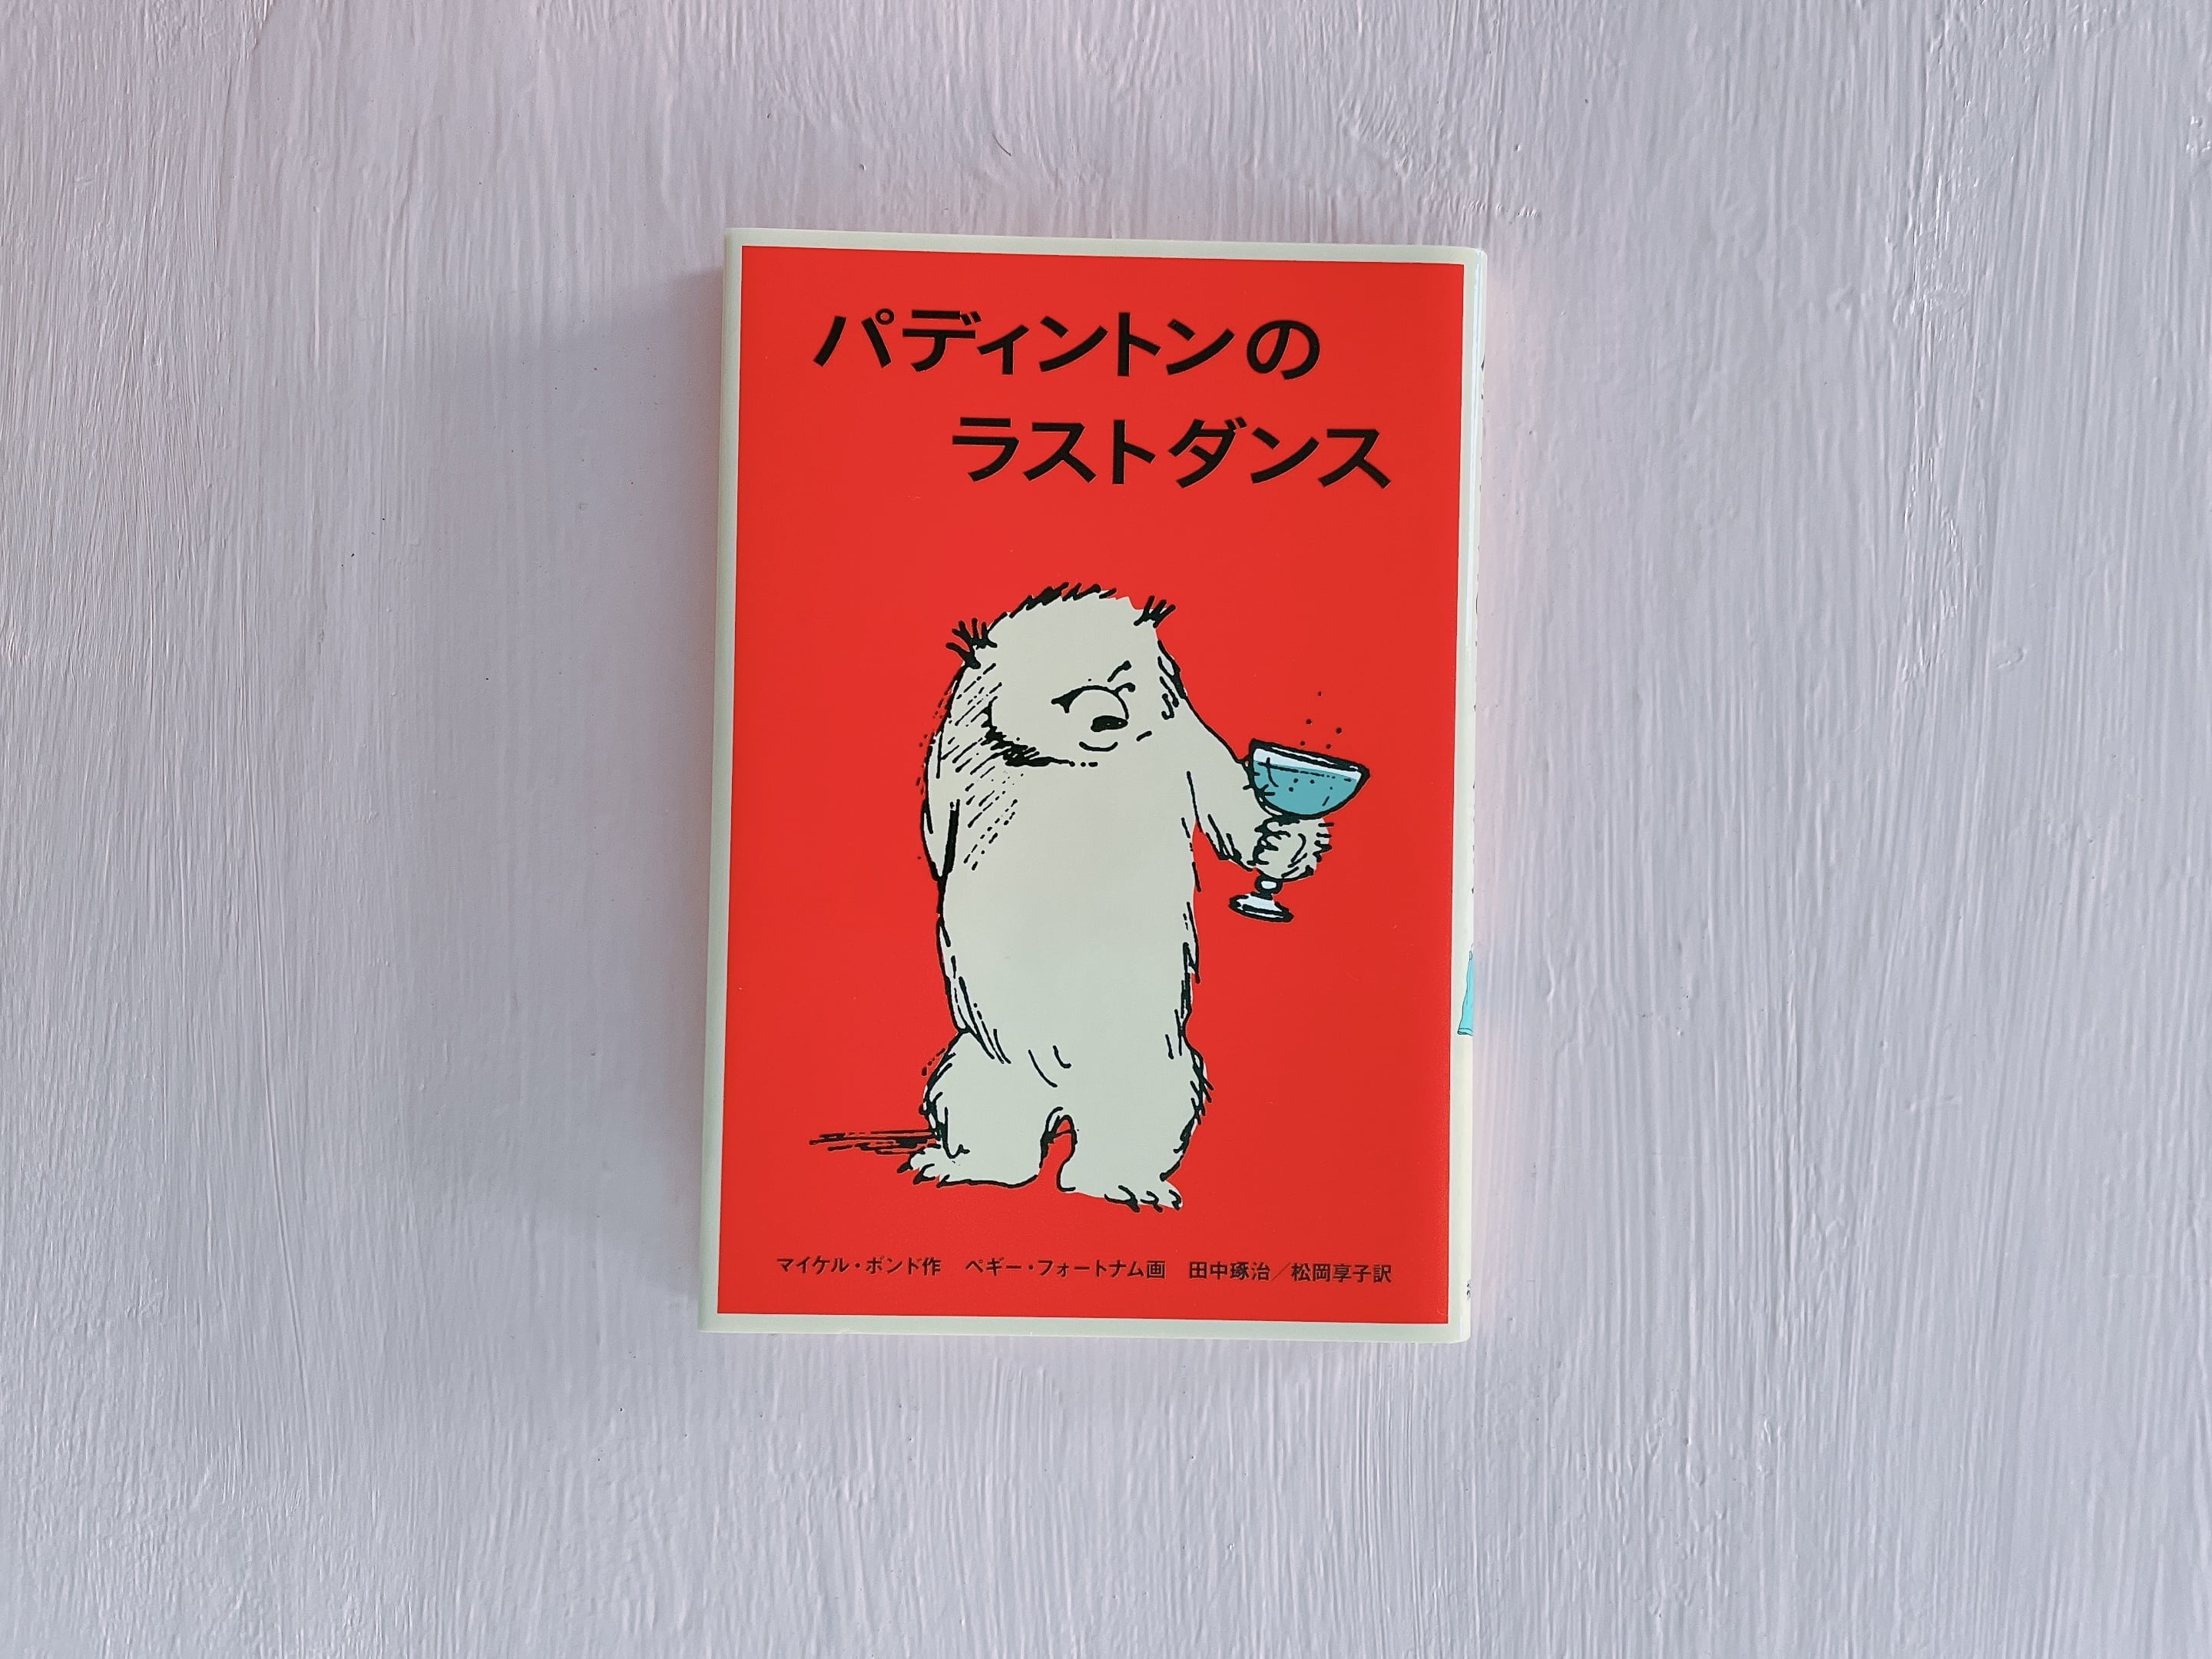 パディントンの
ラストダンス
マイケル・ボンド作　ペギー・フォートナム画　田中琢治／松岡享子訳